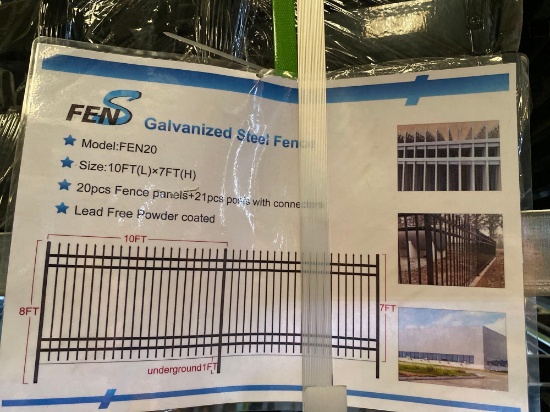 FENS Galvanized Steel Fence
★ Model:FEN20
★ Size:10FT(L)×7FT(H)
★ 20pcs Fence panels+21pcs posts with connectors
★ Lead Free Powder coated
10FT
8FT
7FT
underground1FT